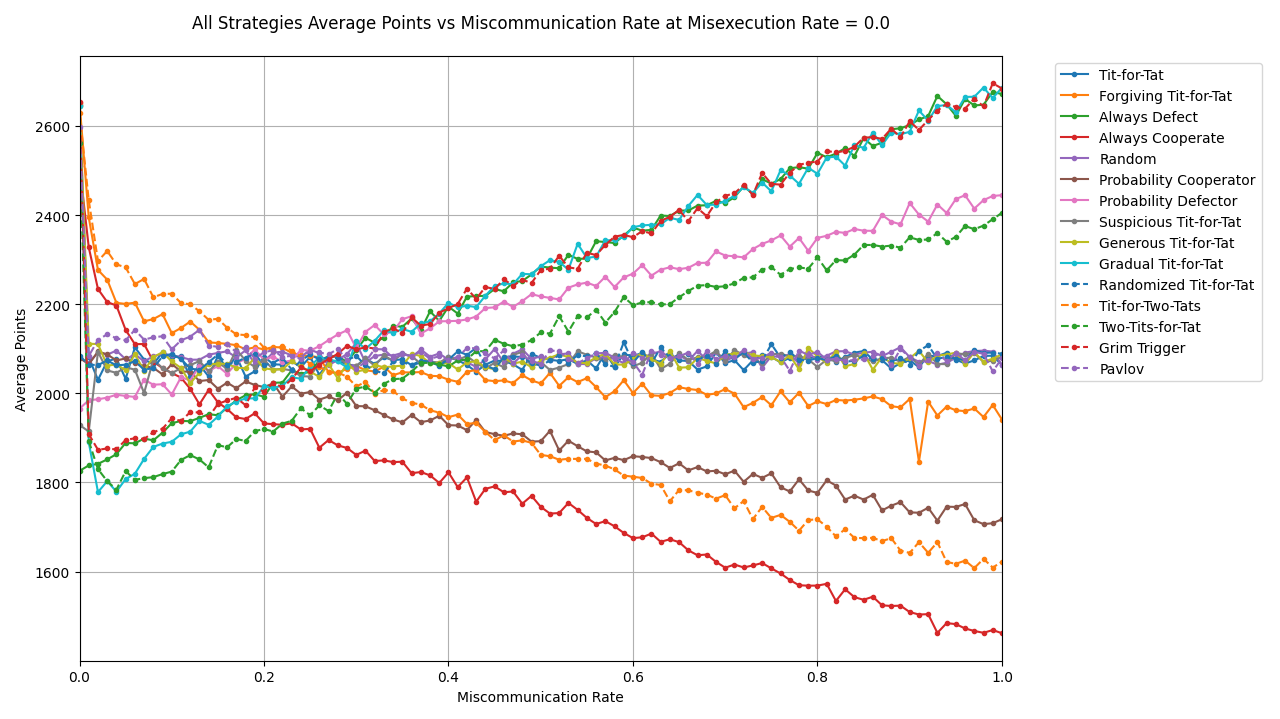 All Strategies Average Points vs Miscommunication Rate at Misexecution Rate = 0.0
Average Points
2600
2400
2200
2000
1800
1600
0.0
0.2
0.4
0.6
0.8
1.0
Miscommunication Rate
Tit-for-Tat
Forgiving Tit-for-Tat
Always Defect
Always Cooperate
Random
Probability Cooperator
Probability Defector
Suspicious Tit-for-Tat
Generous Tit-for-Tat
Gradual Tit-for-Tat
Randomized Tit-for-Tat
Tit-for-Two-Tats
Two-Tits-for-Tat
Grim Trigger
Pavlov